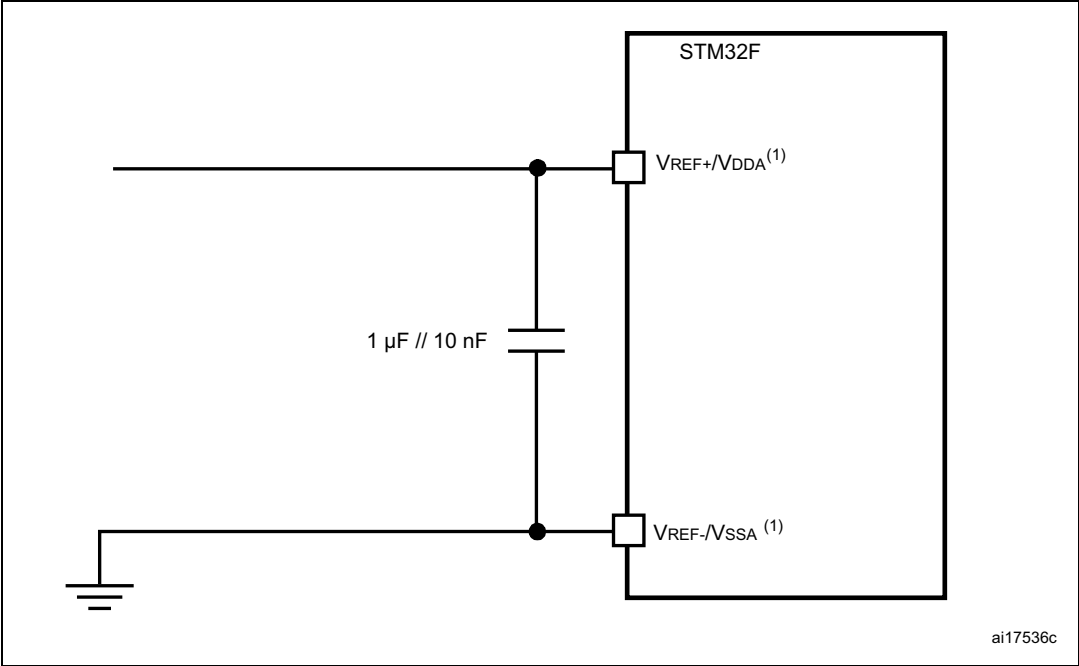 STM32F
VREF+/VDDA(1)
1 µF // 10 nF
VREF-/VSSA (1)
ai17536c